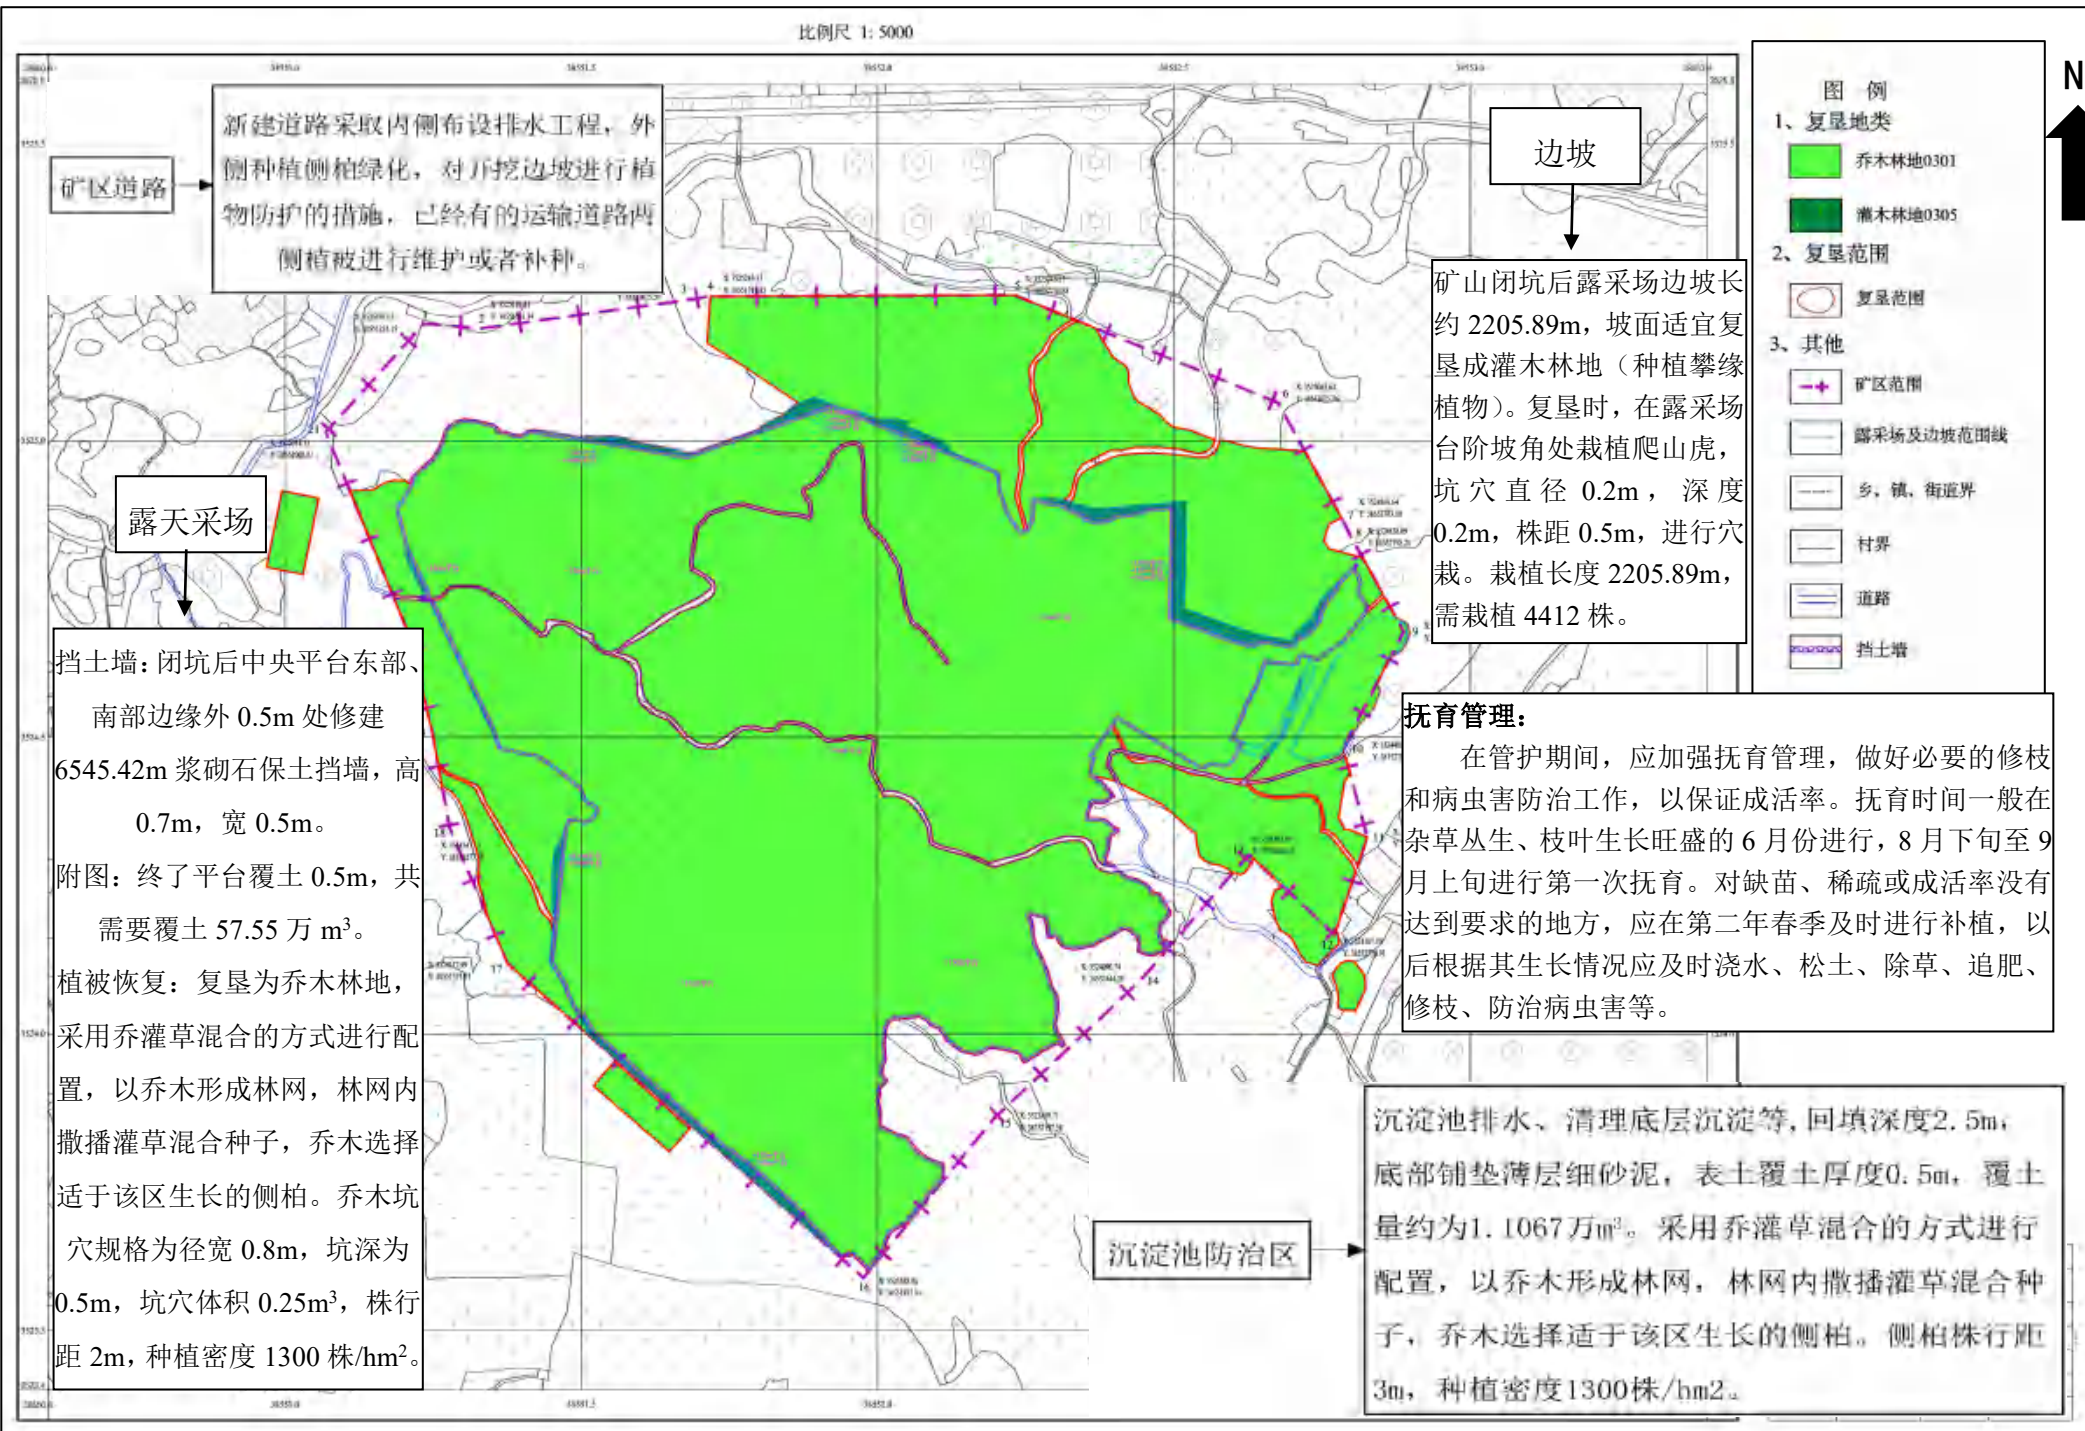 比例尺 1:5000
新建道路采取内侧布设排水工程，外
侧种植侧柏绿化，对开挖边坡进行植
物防护的措施，已经有的运输道路两
侧植被进行维护或者补种。
矿区道路
边坡
矿山闭坑后露采场边坡长
约 2205.89m，坡面适宜复
垦成灌木林地（种植攀缘
植物）。复垦时，在露采场
台阶坡角处栽植爬山虎，
坑穴直径 0.2m，深度
0.2m，株距 0.5m，进行穴
栽。栽植长度 2205.89m，
需栽植 4412 株。
图 例
1、复垦地类
乔木林地0301
灌木林地0305
2、复垦范围
复垦范围
3、其他
矿区范围
露采场及边坡范围线
乡、镇、街道界
村界
道路
挡土墙
N
露天采场
挡土墙：闭坑后中央平台东部、
南部边缘外 0.5m 处修建
6545.42m 浆砌石保土挡墙，高
0.7m，宽 0.5m。
附图：终了平台覆土 0.5m，共
需要覆土 57.55 万 m³。
植被恢复：复垦为乔木林地，
采用乔灌草混合的方式进行配
置，以乔木形成林网，林网内
撒播灌草混合种子，乔木选择
适于该区生长的侧柏。乔木坑
穴规格为径宽 0.8m，坑深为
0.5m，坑穴体积 0.25m³，株行
距 2m，种植密度 1300 株/hm²。
抚育管理：
在管护期间，应加强抚育管理，做好必要的修枝
和病虫害防治工作，以保证成活率。抚育时间一般在
杂草丛生、枝叶生长旺盛的 6 月份进行，8 月下旬至 9
月上旬进行第一次抚育。对缺苗、稀疏或成活率没有
达到要求的地方，应在第二年春季及时进行补植，以
后根据其生长情况应及时浇水、松土、除草、追肥、
修枝、防治病虫害等。
沉淀池防治区
沉淀池排水、清理底层沉淀等，回填深度2.5m，
底部铺垫薄层细砂泥，表土覆土厚度0.5m，覆土
量约为1.1067万m³。采用乔灌草混合的方式进行
配置，以乔木形成林网，林网内撒播灌草混合种
子，乔木选择适于该区生长的侧柏。侧柏株行距
3m，种植密度1300株/hm2。
2
3
4
5
6
7
8
9
10
11
12
14
15
16
17